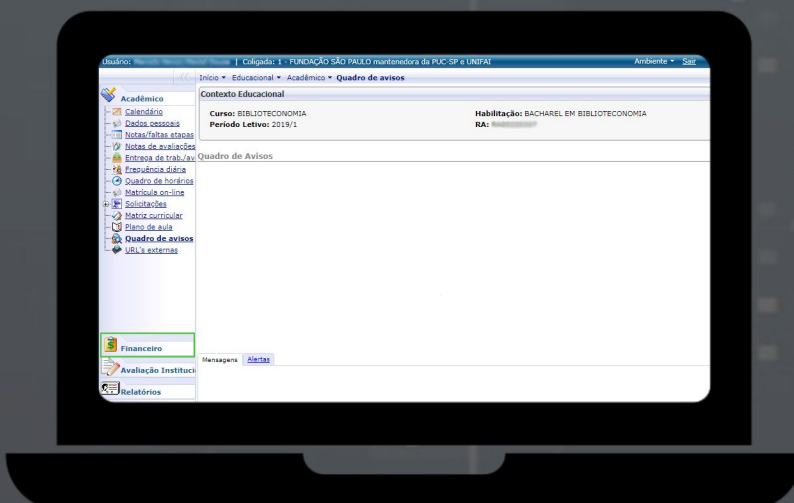 Usuário: | Coligada: 1 - FUNDAÇÃO SÃO PAULO mantenedora da PUC-SP e UNIFAI Ambiente Sair
Início Educacional Acadêmico Quadro de avisos
Acadêmico
Calendário
Dados pessoais
Notas/faltas etapas
Notas de avaliações
Entrega de trab./av
Frequência diária
Quadro de horários
Matrícula on-line
Solicitações
Matriz curricular
Plano de aula
Quadro de avisos
URL's externas
Financeiro
Avaliação Instituci
Relatórios
Contexto Educacional
Curso: BIBLIOTECONOMIA Habilitação: BACHAREL EM BIBLIOTECONOMIA
Período Letivo: 2019/1 RA:
Quadro de Avisos
Mensagens Alertas